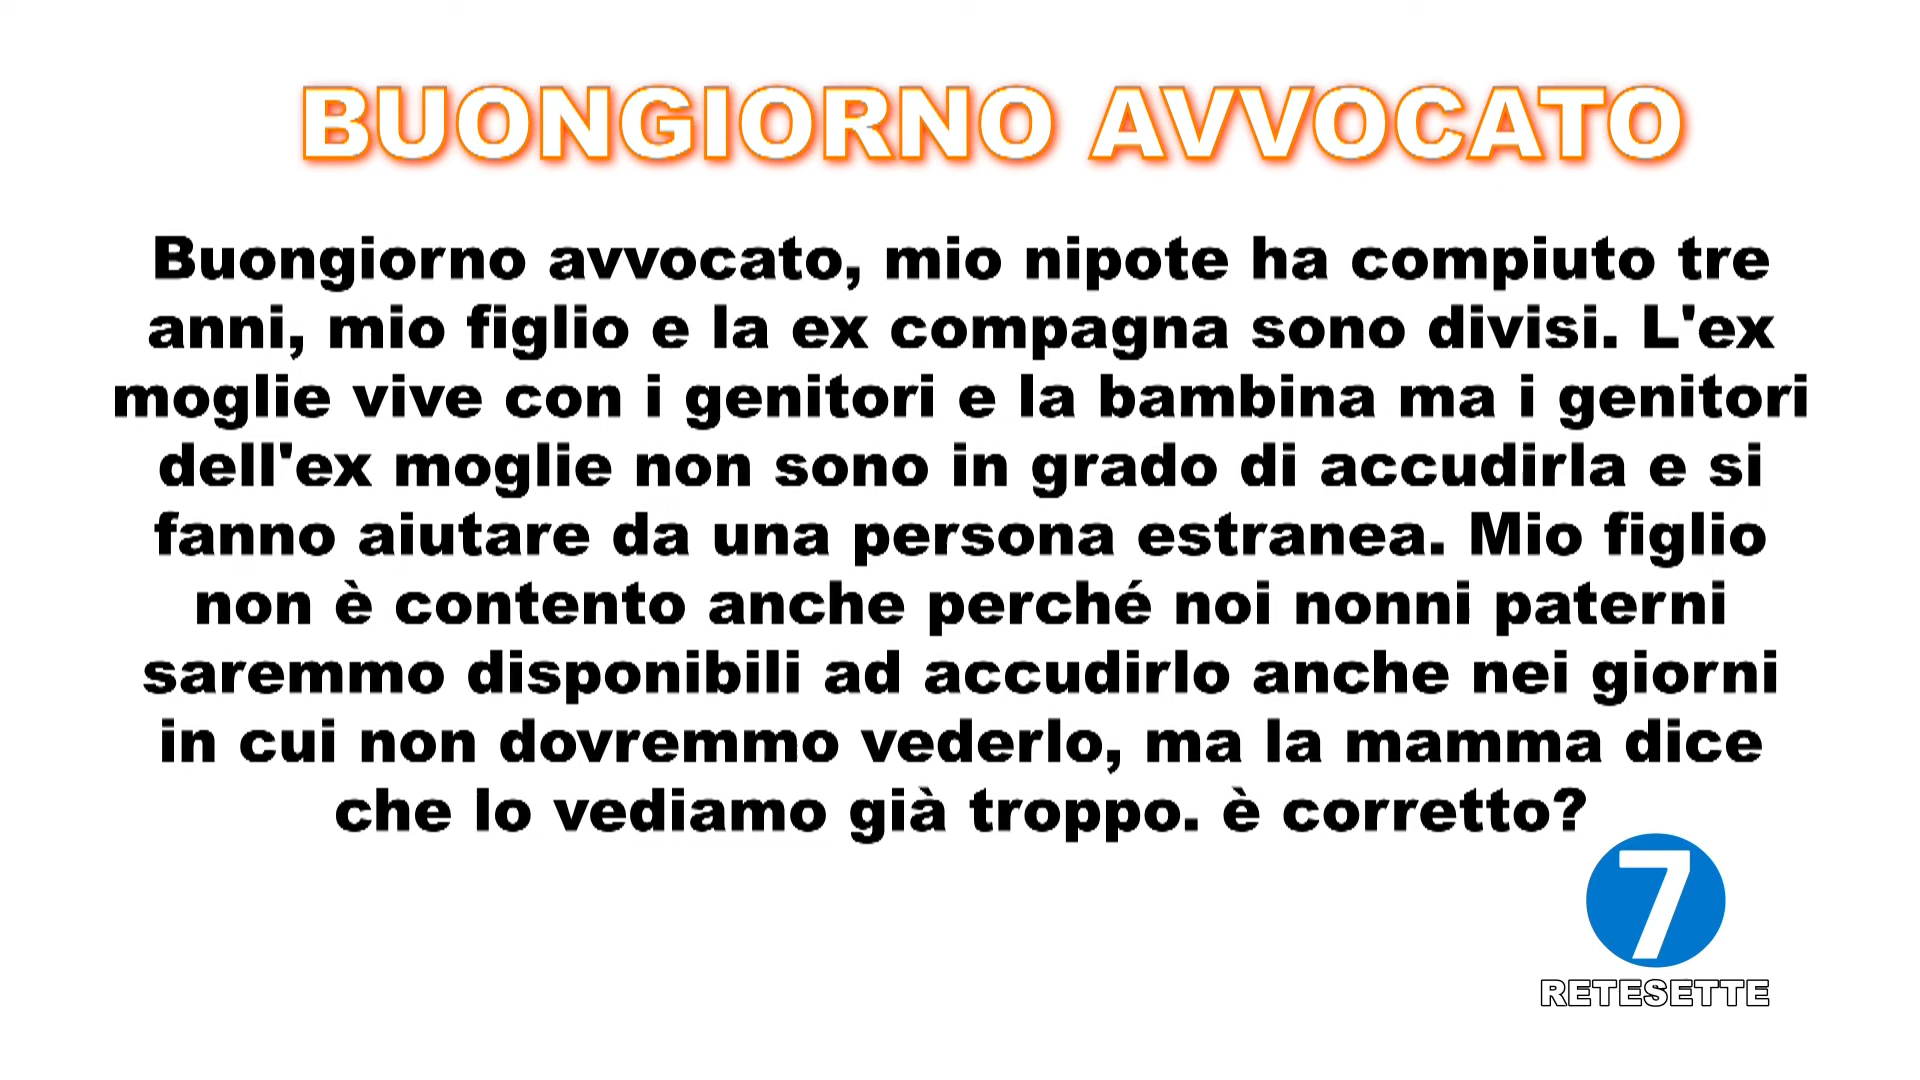 BUONGIORNO AVVOCATO
Buongiorno avvocato, mio nipote ha compiuto tre
anni, mio figlio e la ex compagna sono divisi. L'ex
moglie vive con i genitori e la bambina ma i genitori
dell'ex moglie non sono in grado di accudirla e si
fanno aiutare da una persona estranea. Mio figlio
non è contento anche perché noi nonni paterni
saremmo disponibili ad accudirlo anche nei giorni
in cui non dovremmo vederlo, ma la mamma dice
che lo vediamo già troppo. è corretto?
7
RETESETTE